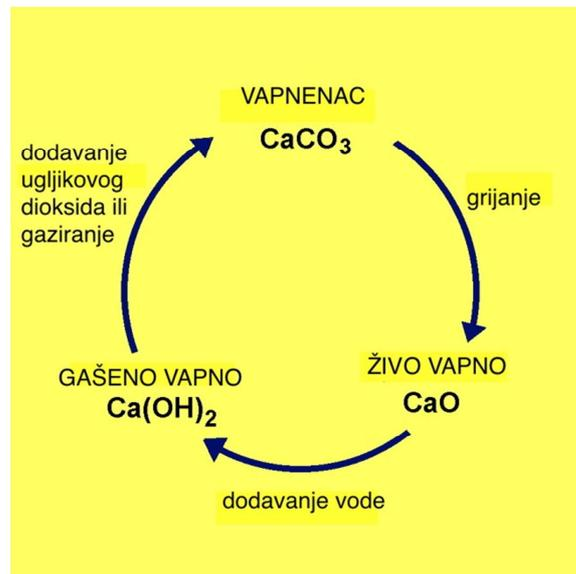 VAPNENAC
CaCO₃
dodavanje
ugljikovog
dioksida ili
gaziranje
grijanje
GAŠENO VAPNO
Ca(OH)₂
ŽIVO VAPNO
CaO
dodavanje vode